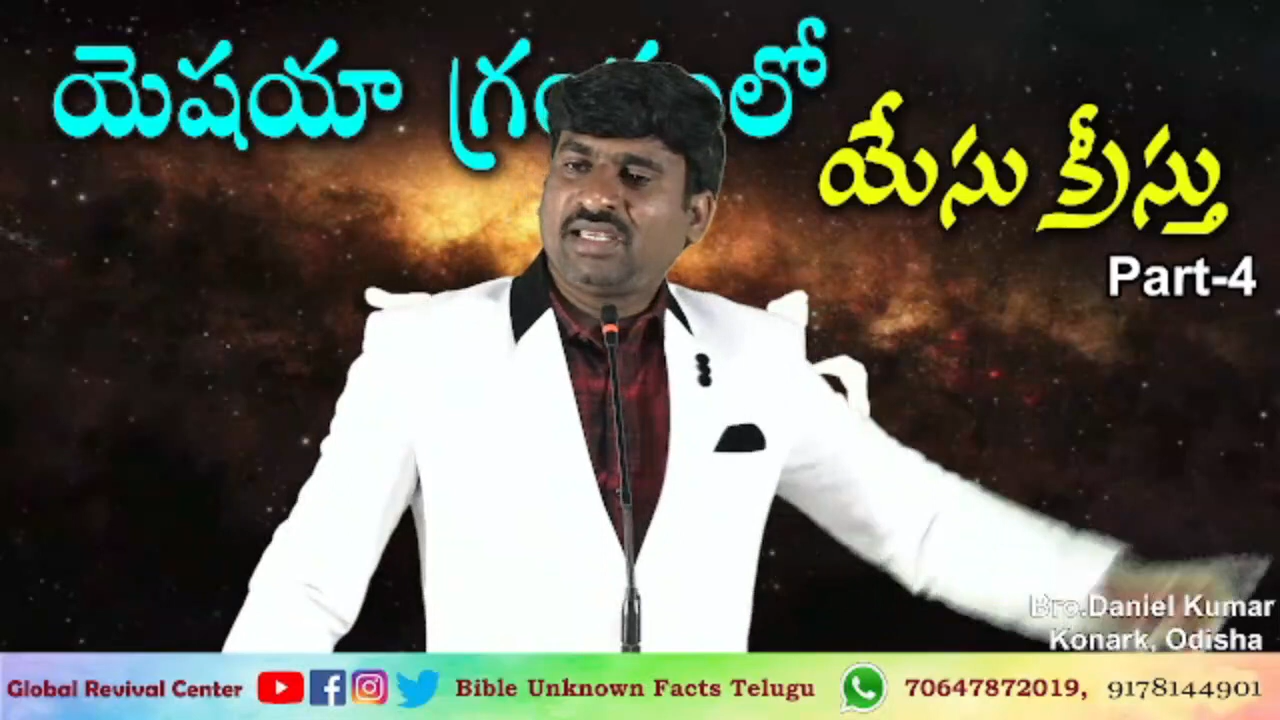 యెషయా
యేసు క్రీస్తు
Part-4
Bro.Daniel Kumar
Konark, Odisha
Global Revival Center Bible Unknown Facts Telugu 70647872019, 9178144901